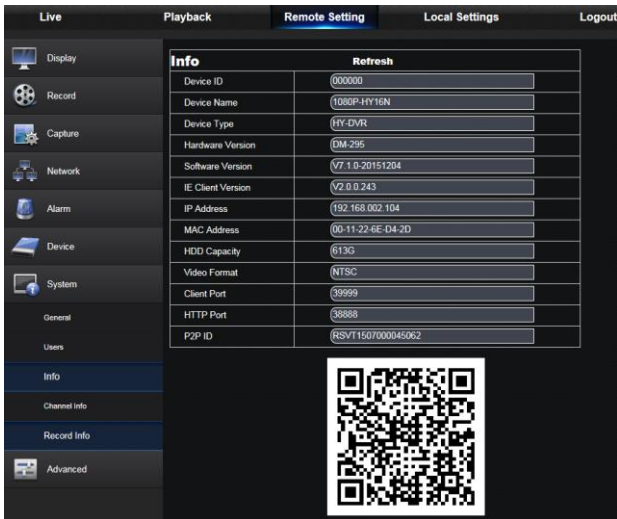 Live Playback Remote Setting Local Settings Logout
Display
Record
Capture
Network
Alarm
Device
System
General
Users
Info
Channel Info
Record Info
Advanced
Info Refresh
Device ID 000000
Device Name 1080P-HY16N
Device Type HY-DVR
Hardware Version DM-295
Software Version V7.1.0-20151204
IE Client Version V2.0.0.243
IP Address 192.168.002.104
MAC Address 00-11-22-6E-D4-2D
HDD Capacity 613G
Video Format NTSC
Client Port 39999
HTTP Port 38888
P2P ID RSVT1507000045062